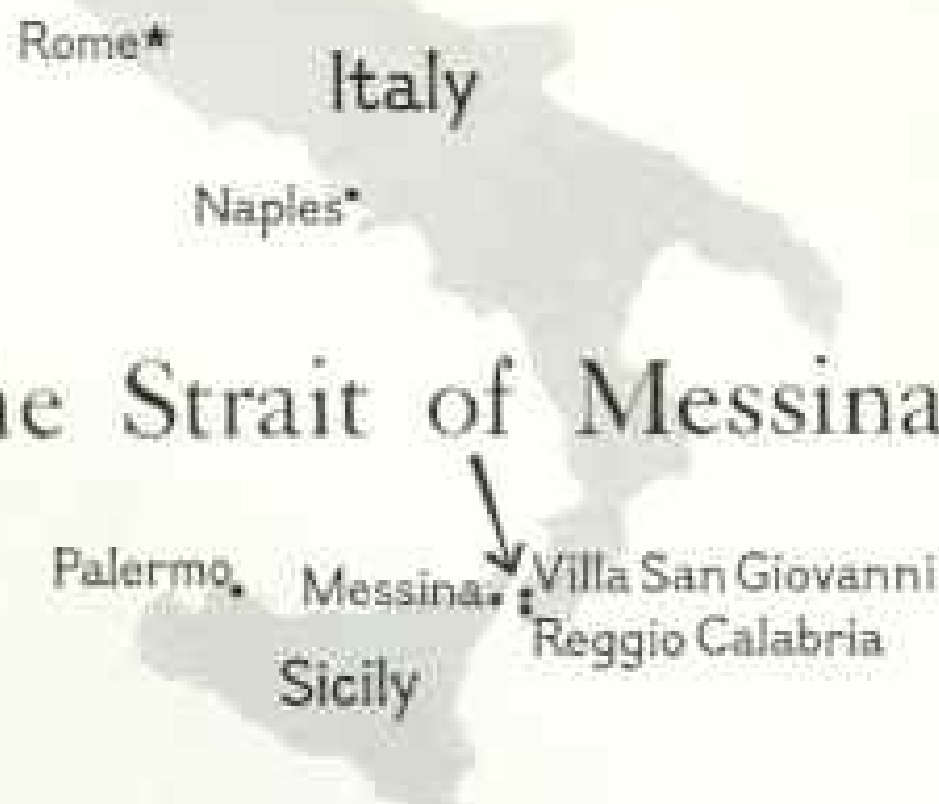 Rome
Italy
Naples
Strait of Messina
Palermo
Messina
Villa San Giovanni
Reggio Calabria
Sicily